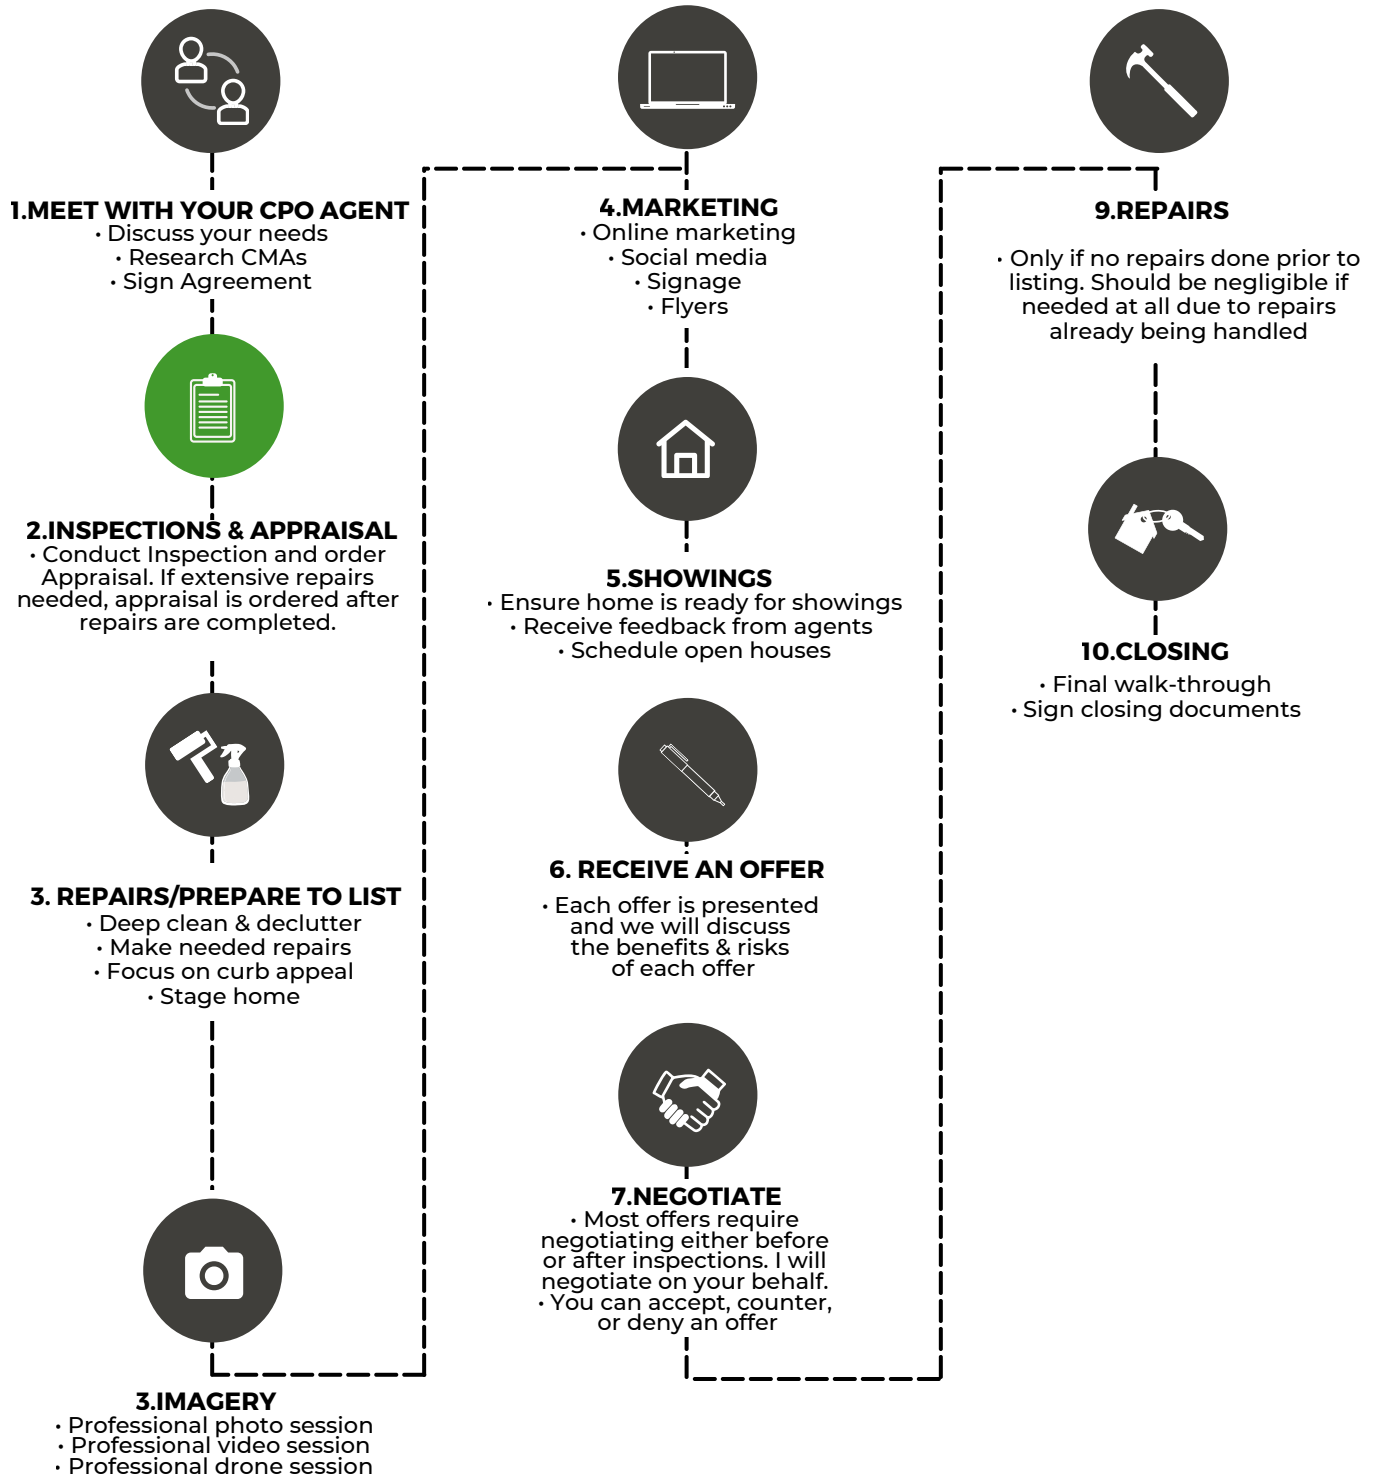 1.MEET WITH YOUR CPO AGENT
• Discuss your needs
• Research CMAs
• Sign Agreement
2.INSPECTIONS & APPRAISAL
• Conduct Inspection and order
Appraisal. If extensive repairs
needed, appraisal is ordered after
repairs are completed.
3. REPAIRS/PREPARE TO LIST
• Deep clean & declutter
• Make needed repairs
• Focus on curb appeal
• Stage home
3.IMAGERY
• Professional photo session
• Professional video session
• Professional drone session
4.MARKETING
• Online marketing
• Social media
• Signage
• Flyers
5.SHOWINGS
• Ensure home is ready for showings
• Receive feedback from agents
• Schedule open houses
6. RECEIVE AN OFFER
• Each offer is presented
and we will discuss
the benefits & risks
of each offer
7.NEGOTIATE
• Most offers require
negotiating either before
or after inspections. I will
negotiate on your behalf.
• You can accept, counter,
or deny an offer
9.REPAIRS
• Only if no repairs done prior to
listing. Should be negligible if
needed at all due to repairs
already being handled
10.CLOSING
• Final walk-through
• Sign closing documents